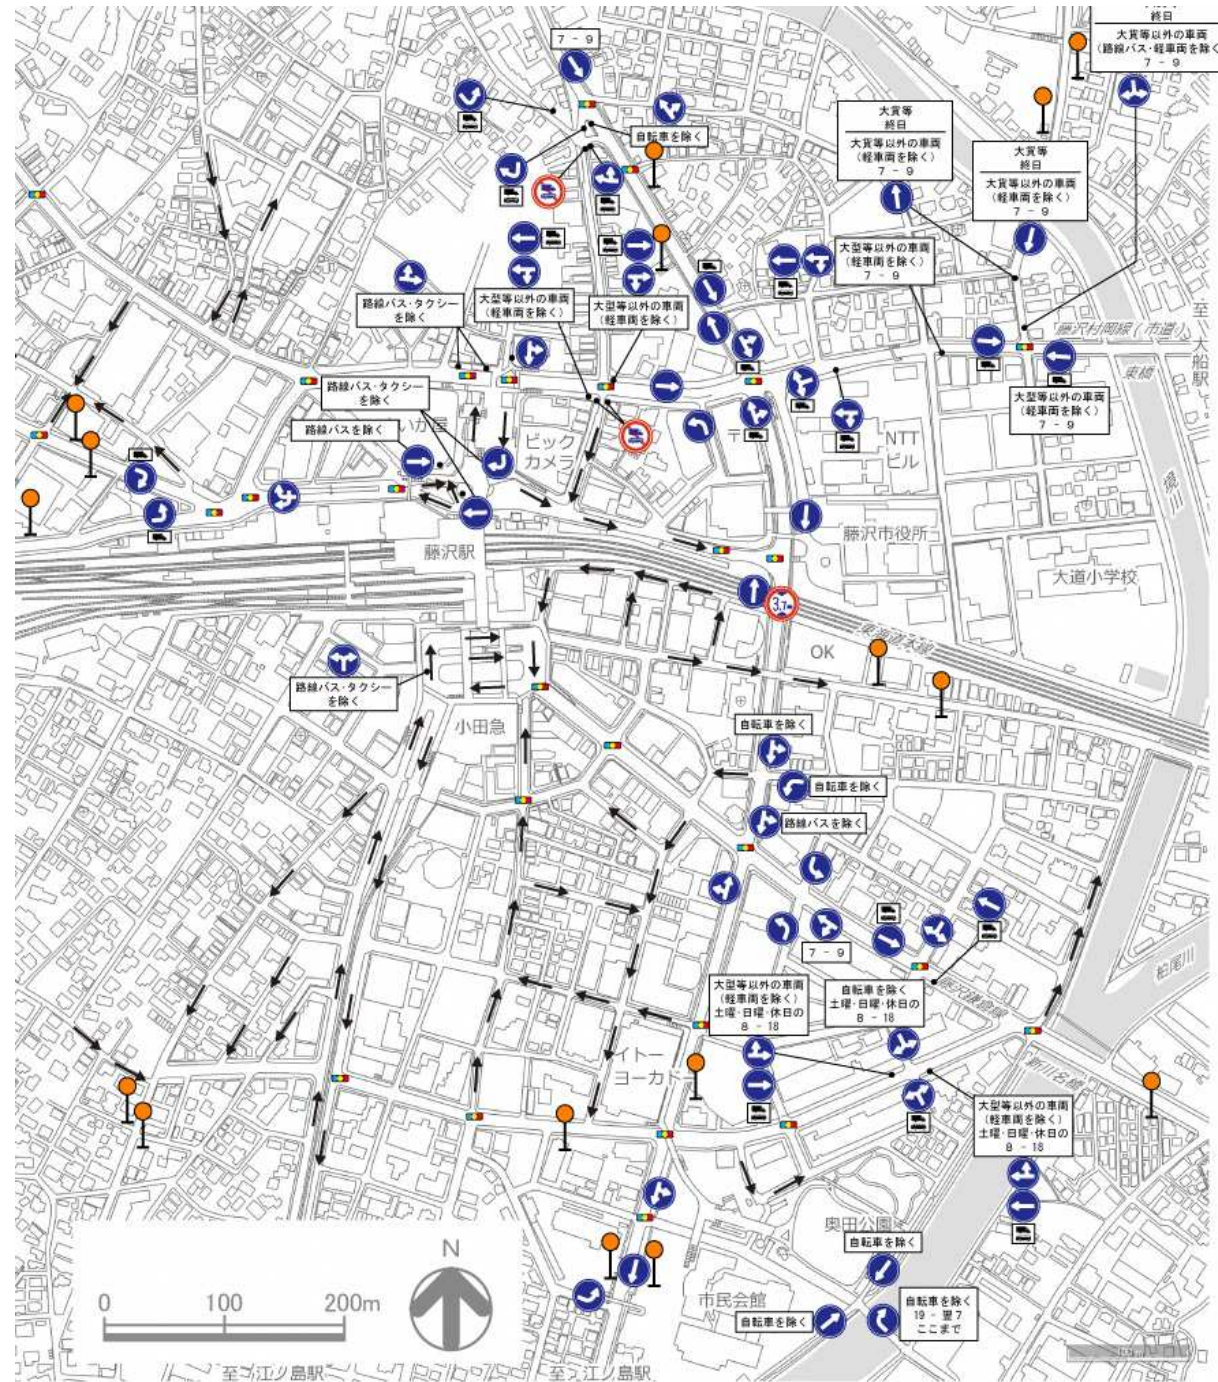 終日
大貨等以外の車両
(路線バス・軽車両を除く
7 - 9
7 - 9
自転車を除く
大貨等
終日
大貨等以外の車両
(軽車両を除く)
7 - 9
大貨等
終日
大貨等以外の車両
(軽車両を除く)
7 - 9
大型等以外の車両
(軽車両を除く)
7 - 9
路線バス・タクシー
を除く
大型等以外の車両
(軽車両を除く)
大型等以外の車両
(軽車両を除く)
藤沢村岡線(市道)
至大船駅
東橋
大型等以外の車両
(軽車両を除く)
7 - 9
路線バス・タクシー
を除く
路線バスを除く
ビック
カメラ
〒
NTT
ビル
境川
藤沢駅
藤沢市役所
大道小学校
3.7m
OK
路線バス・タクシー
を除く
小田急
自転車を除く
自転車を除く
路線バスを除く
7 - 9
大型等以外の車両
(軽車両を除く)
土曜・日曜・休日の
8 - 18
自転車を除く
土曜・日曜・休日の
8 - 18
柏尾川
イトー
ヨーカドー
大型等以外の車両
(軽車両を除く)
土曜・日曜・休日の
8 - 18
奥田公園
自転車を除く
市民会館
自転車を除く
自転車を除く
19 - 翌7
ここまで
N
0 100 200m
至:江ノ島駅
至:江ノ島駅